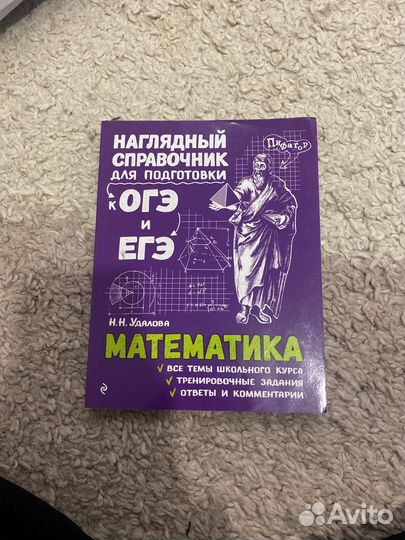 НАГЛЯДНЫЙ
СПРАВОЧНИК
ДЛЯ ПОДГОТОВКИ
К ОГЭ
И
ЕГЭ
ПИФАГОР
Н. Н. УДАЛОВА
МАТЕМАТИКА
ВСЕ ТЕМЫ ШКОЛЬНОГО КУРСА
ТРЕНИРОВОЧНЫЕ ЗАДАНИЯ
ОТВЕТЫ И КОММЕНТАРИИ
Avito